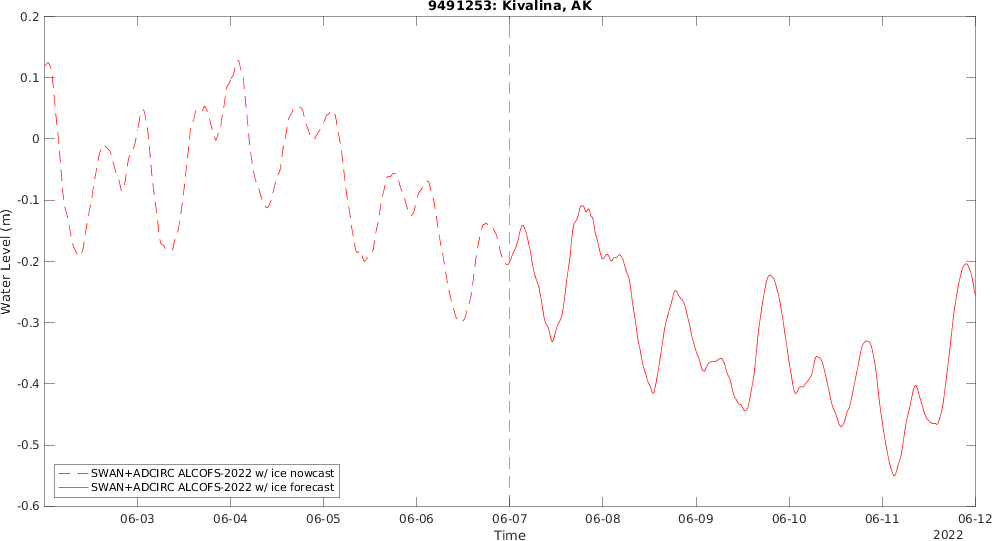 9491253: Kivalina, AK
0.2
0.1
0
-0.1
-0.2
-0.3
-0.4
-0.5
-0.6
Water Level (m)
SWAN+ADCIRC ALCOFS-2022 w/ ice nowcast
SWAN+ADCIRC ALCOFS-2022 w/ ice forecast
06-03 06-04 06-05 06-06 06-07 06-08 06-09 06-10 06-11 06-12
Time
2022